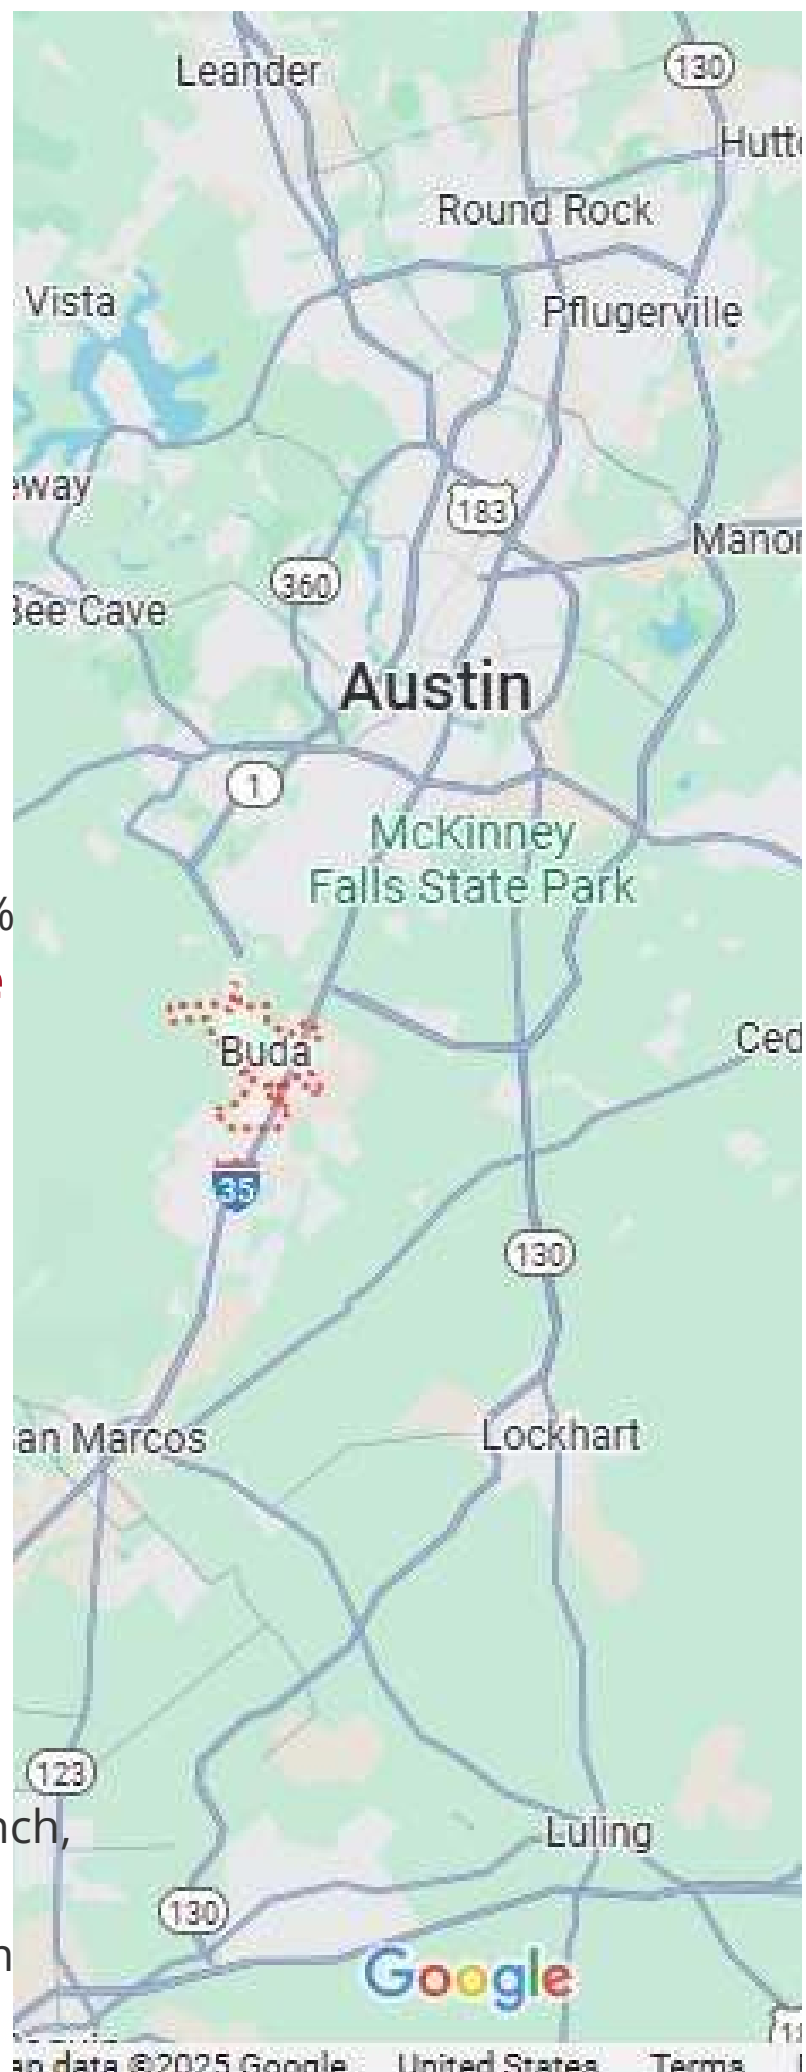 Leander
130
Hutto
Round Rock
Vista
Pflugerville
eway
183
Manor
360
Bee Cave
Austin
1
McKinney
Falls State Park
%
e
Buda
Ced
35
130
San Marcos
Lockhart
123
nch,
Luling
130
n
Google
ap data ©2025 Google United States Terms